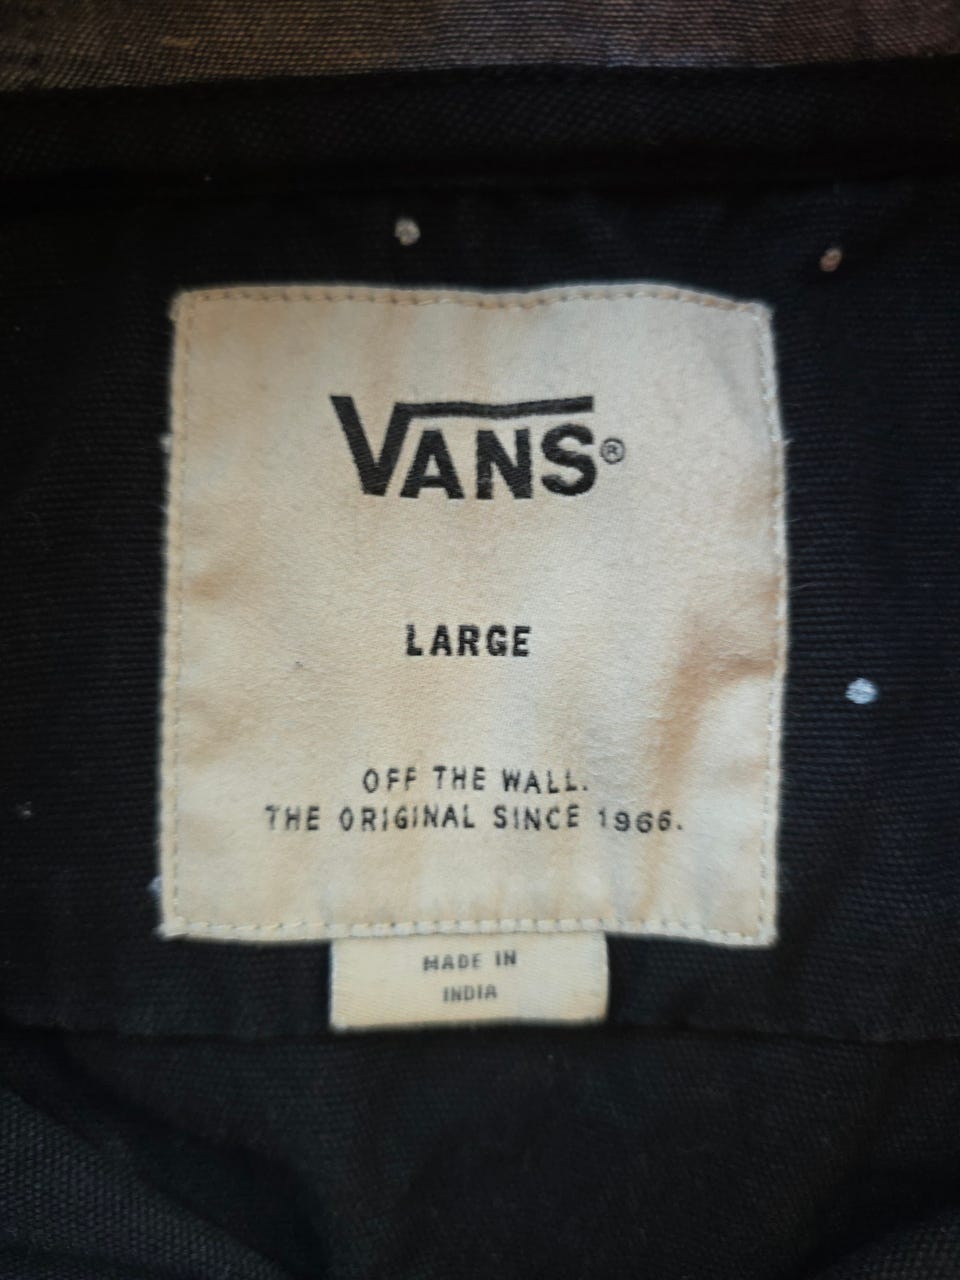 VANS®
LARGE
OFF THE WALL.
THE ORIGINAL SINCE 1966.
MADE IN
INDIA